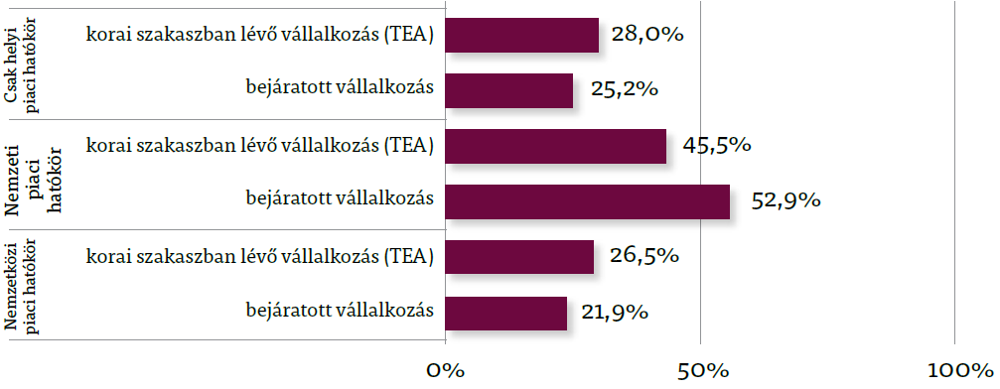 Csak helyi
piaci hatókör
korai szakaszban lévő vállalkozás (TEA)
28,0%
bejáratott vállalkozás
25,2%
Nemzeti
piaci
hatókör
korai szakaszban lévő vállalkozás (TEA)
45,5%
bejáratott vállalkozás
52,9%
Nemzetközi
piaci hatókör
korai szakaszban lévő vállalkozás (TEA)
26,5%
bejáratott vállalkozás
21,9%
0%
50%
100%